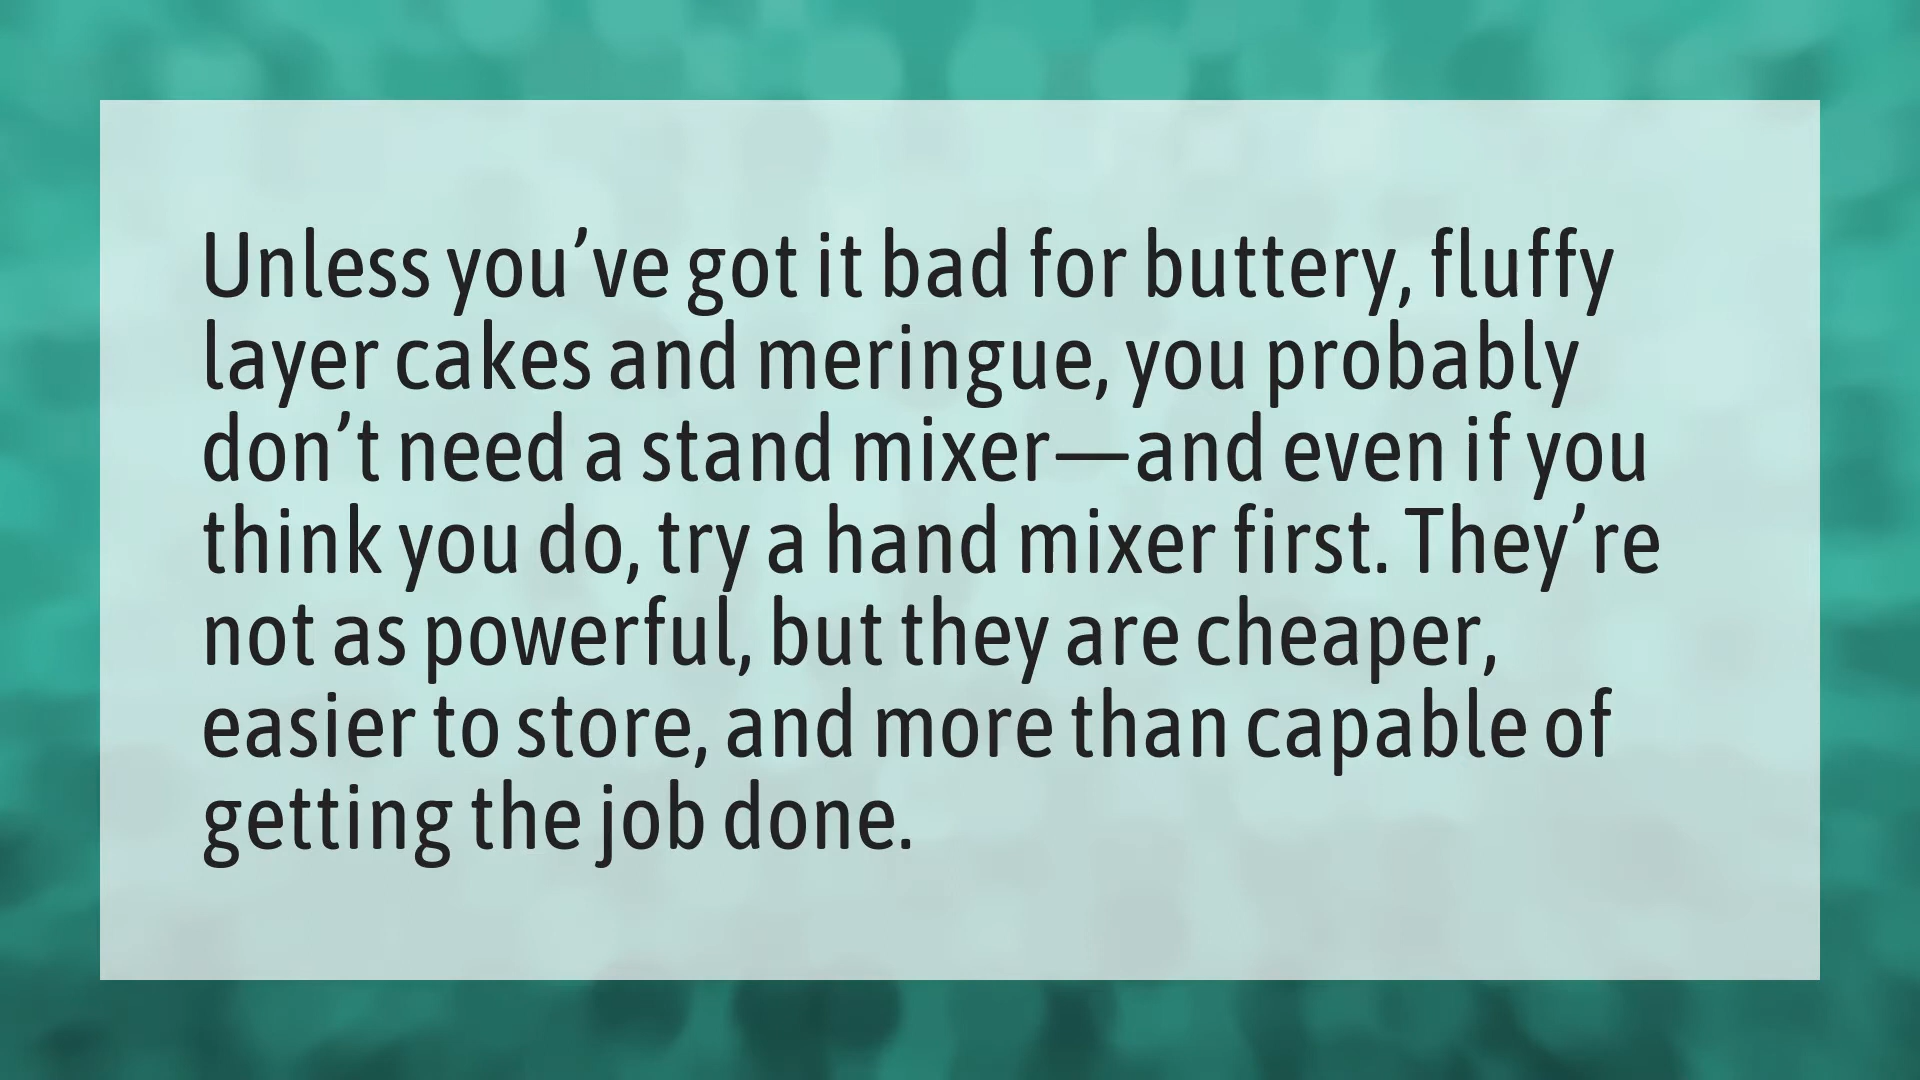 Unless you’ve got it bad for buttery, fluffy
layer cakes and meringue, you probably
don’t need a stand mixer—and even if you
think you do, try a hand mixer first. They’re
not as powerful, but they are cheaper,
easier to store, and more than capable of
getting the job done.